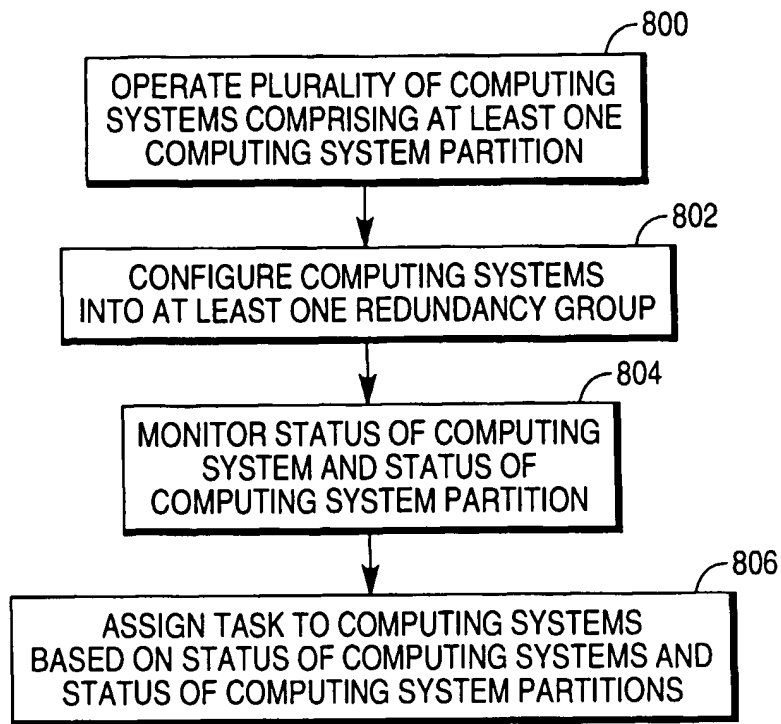 800
OPERATE PLURALITY OF COMPUTING
SYSTEMS COMPRISING AT LEAST ONE
COMPUTING SYSTEM PARTITION
802
CONFIGURE COMPUTING SYSTEMS
INTO AT LEAST ONE REDUNDANCY GROUP
804
MONITOR STATUS OF COMPUTING
SYSTEM AND STATUS OF
COMPUTING SYSTEM PARTITION
806
ASSIGN TASK TO COMPUTING SYSTEMS
BASED ON STATUS OF COMPUTING SYSTEMS AND
STATUS OF COMPUTING SYSTEM PARTITIONS